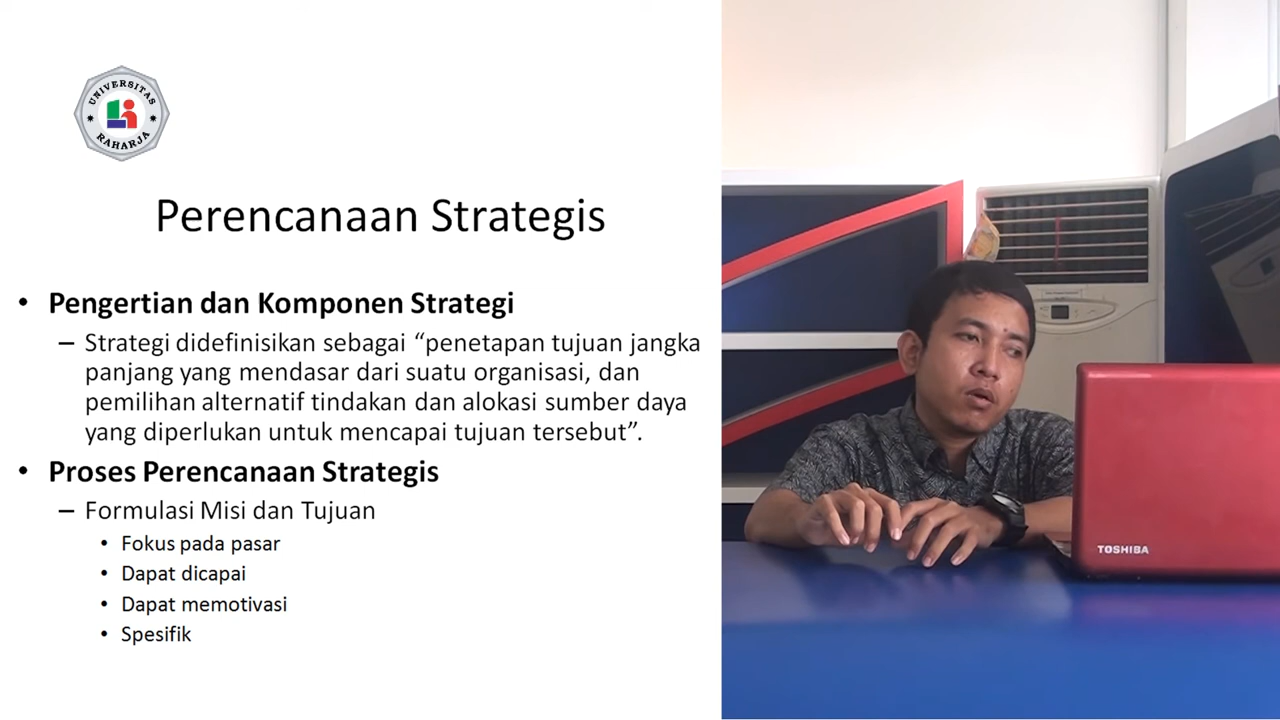 UNIVERSITAS
RAHARJA
Perencanaan Strategis
• Pengertian dan Komponen Strategi
– Strategi didefinisikan sebagai “penetapan tujuan jangka
panjang yang mendasar dari suatu organisasi, dan
pemilihan alternatif tindakan dan alokasi sumber daya
yang diperlukan untuk mencapai tujuan tersebut”.
• Proses Perencanaan Strategis
– Formulasi Misi dan Tujuan
• Fokus pada pasar
• Dapat dicapai
• Dapat memotivasi
• Spesifik
TOSHIBA